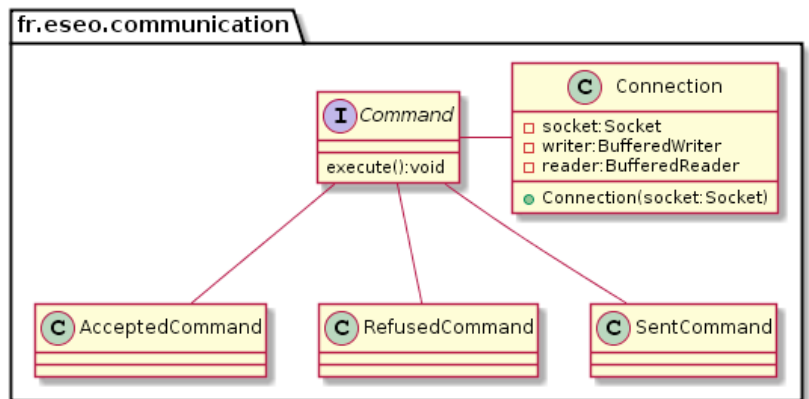 fr.eseo.communication
I Command
execute():void
C Connection
socket:Socket
writer:BufferedWriter
reader:BufferedReader
Connection(socket:Socket)
C AcceptedCommand
C RefusedCommand
C SentCommand